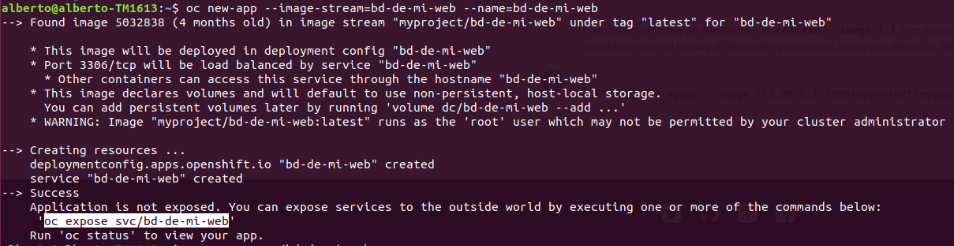 alberto@alberto-TM1613:~$ oc new-app --image-stream=bd-de-mi-web --name=bd-de-mi-web
--> Found image 5032838 (4 months old) in image stream "myproject/bd-de-mi-web" under tag "latest" for "bd-de-mi-web"
* This image will be deployed in deployment config "bd-de-mi-web"
* Port 3306/tcp will be load balanced by service "bd-de-mi-web"
* Other containers can access this service through the hostname "bd-de-mi-web"
* This image declares volumes and will default to use non-persistent, host-local storage.
You can add persistent volumes later by running 'volume dc/bd-de-mi-web --add ...'
* WARNING: Image "myproject/bd-de-mi-web:latest" runs as the 'root' user which may not be permitted by your cluster administrator
--> Creating resources ...
deploymentconfig.apps.openshift.io "bd-de-mi-web" created
service "bd-de-mi-web" created
--> Success
Application is not exposed. You can expose services to the outside world by executing one or more of the commands below:
'oc expose svc/bd-de-mi-web'
Run 'oc status' to view your app.